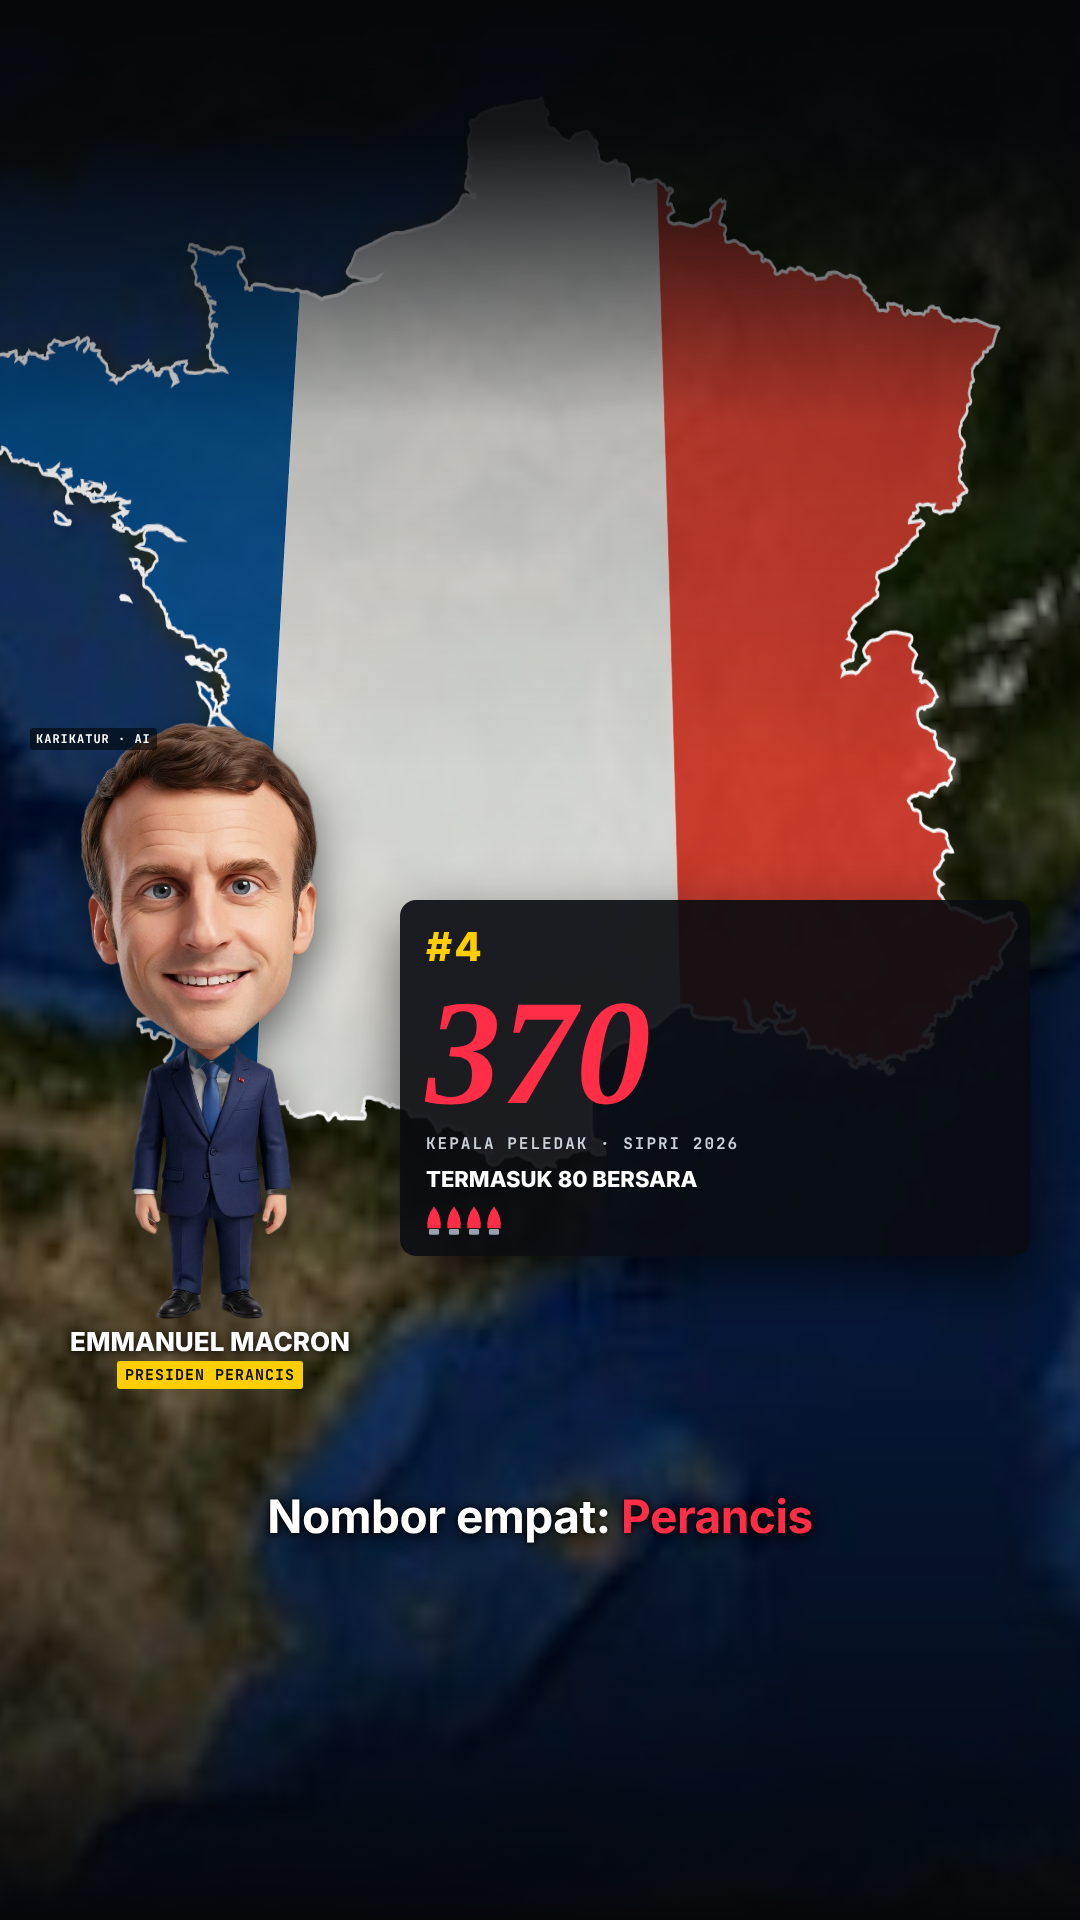 KARIKATUR · AI
#4
370
KEPALA PELEDAK · SIPRI 2026
TERMASUK 80 BERSARA
EMMANUEL MACRON
PRESIDEN PERANCIS
Nombor empat: Perancis